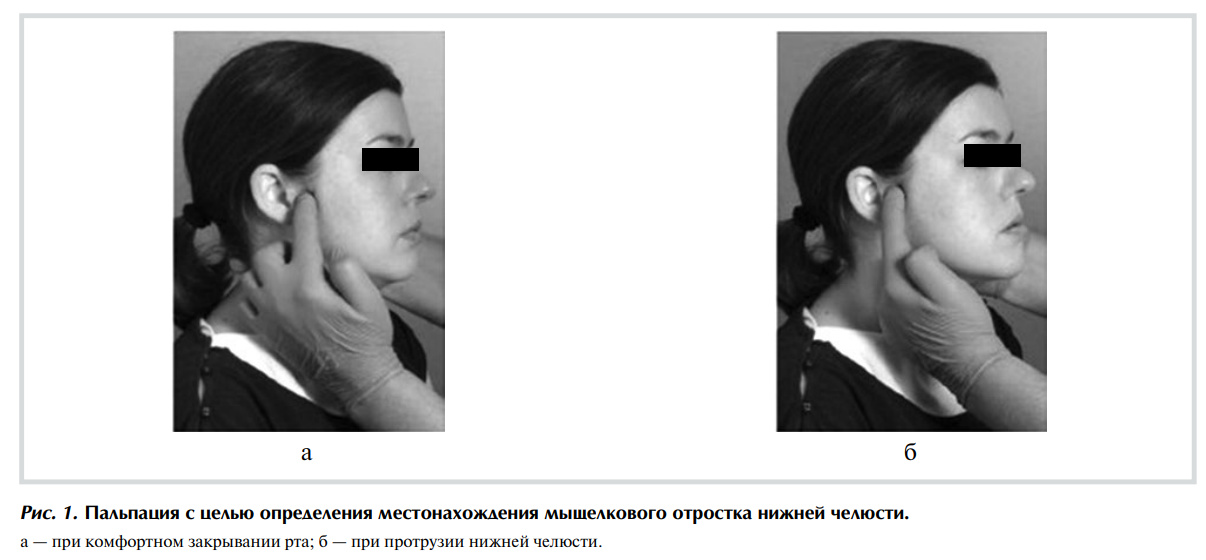 а
б
Рис. 1. Пальпация с целью определения местонахождения мыщелкового отростка нижней челюсти.
а — при комфортном закрывании рта; б — при протрузии нижней челюсти.